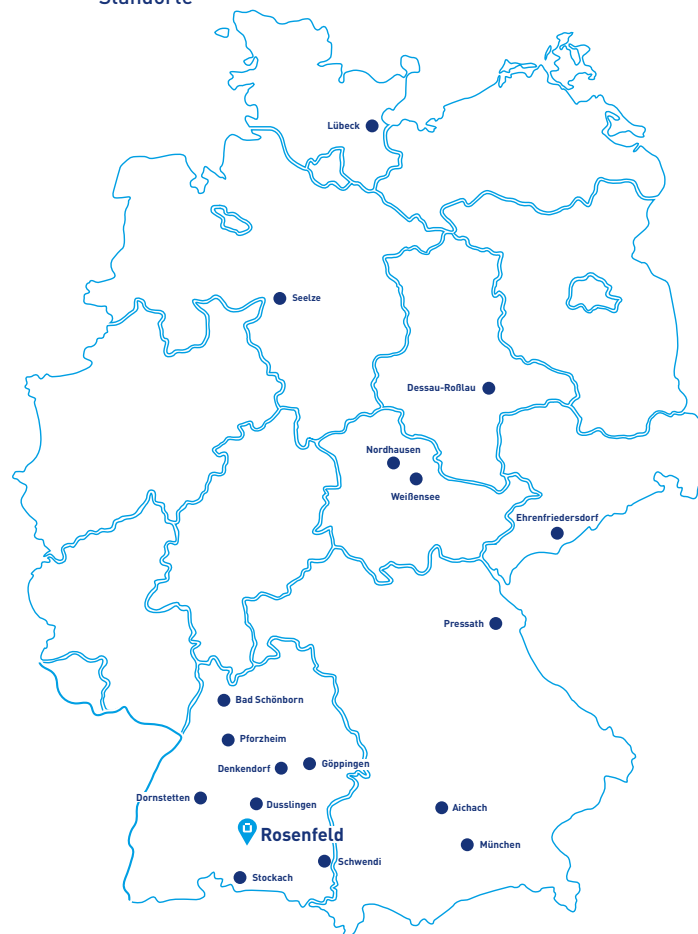 Standorte
Lübeck
Seelze
Dessau-Roßlau
Nordhausen
Weißensee
Ehrenfriedersdorf
Pressath
Bad Schönborn
Pforzheim
Göppingen
Denkendorf
Dornstetten
Dusslingen
Aichach
Rosenfeld
München
Schwendi
Stockach